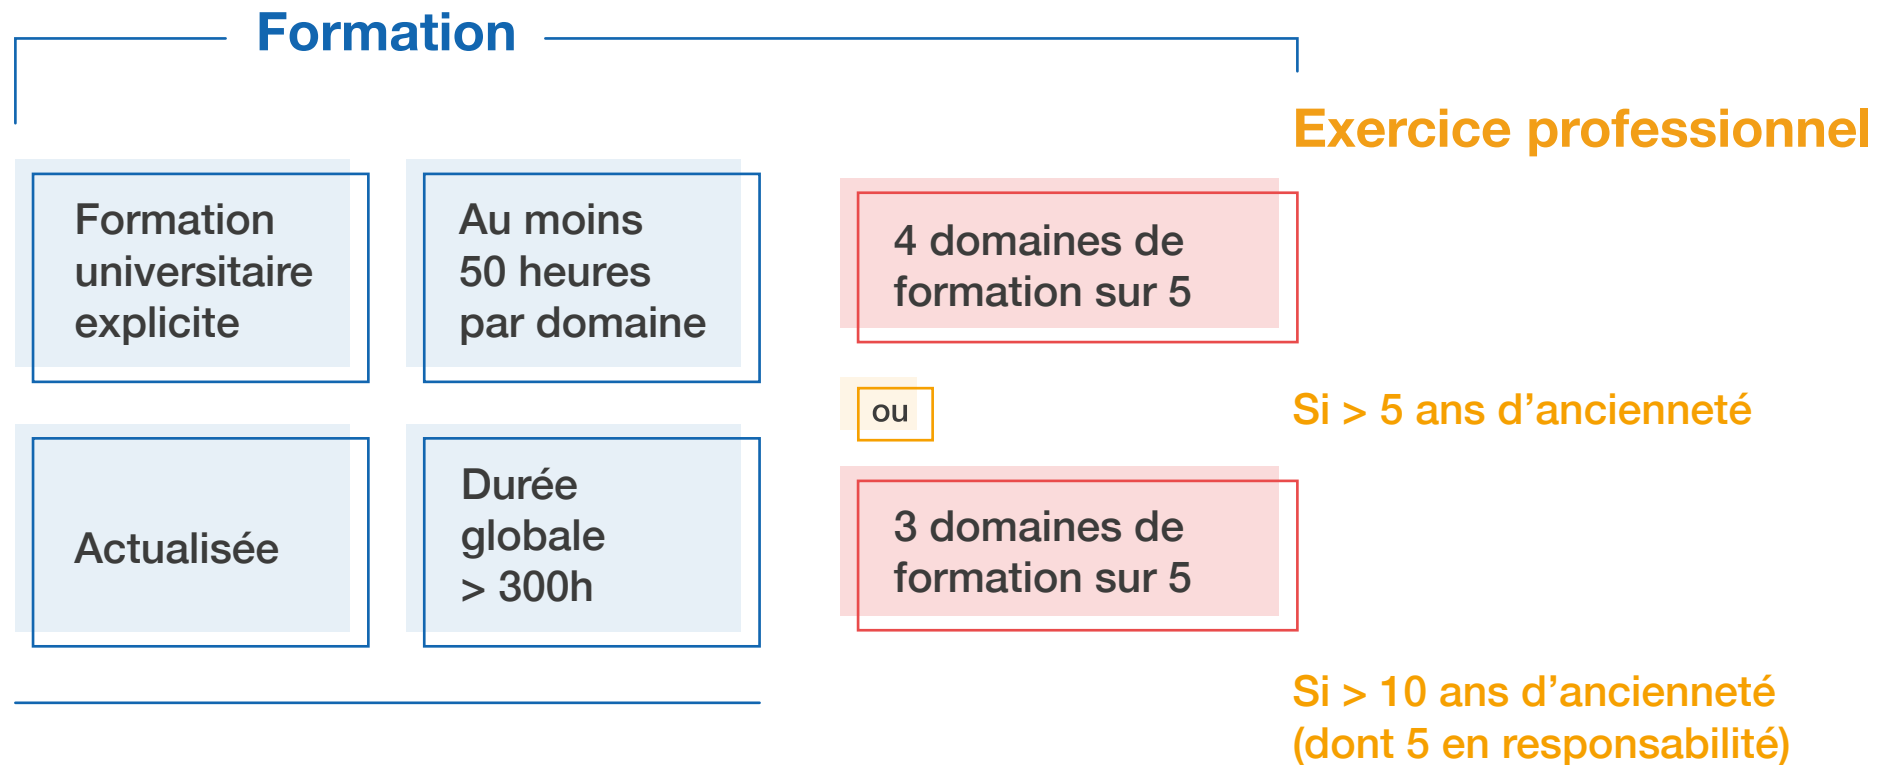 Formation
Exercice professionnel
Formation
universitaire
explicite
Au moins
50 heures
par domaine
4 domaines de
formation sur 5
ou
Si > 5 ans d’ancienneté
Actualisée
Durée
globale
> 300h
3 domaines de
formation sur 5
Si > 10 ans d’ancienneté
(dont 5 en responsabilité)